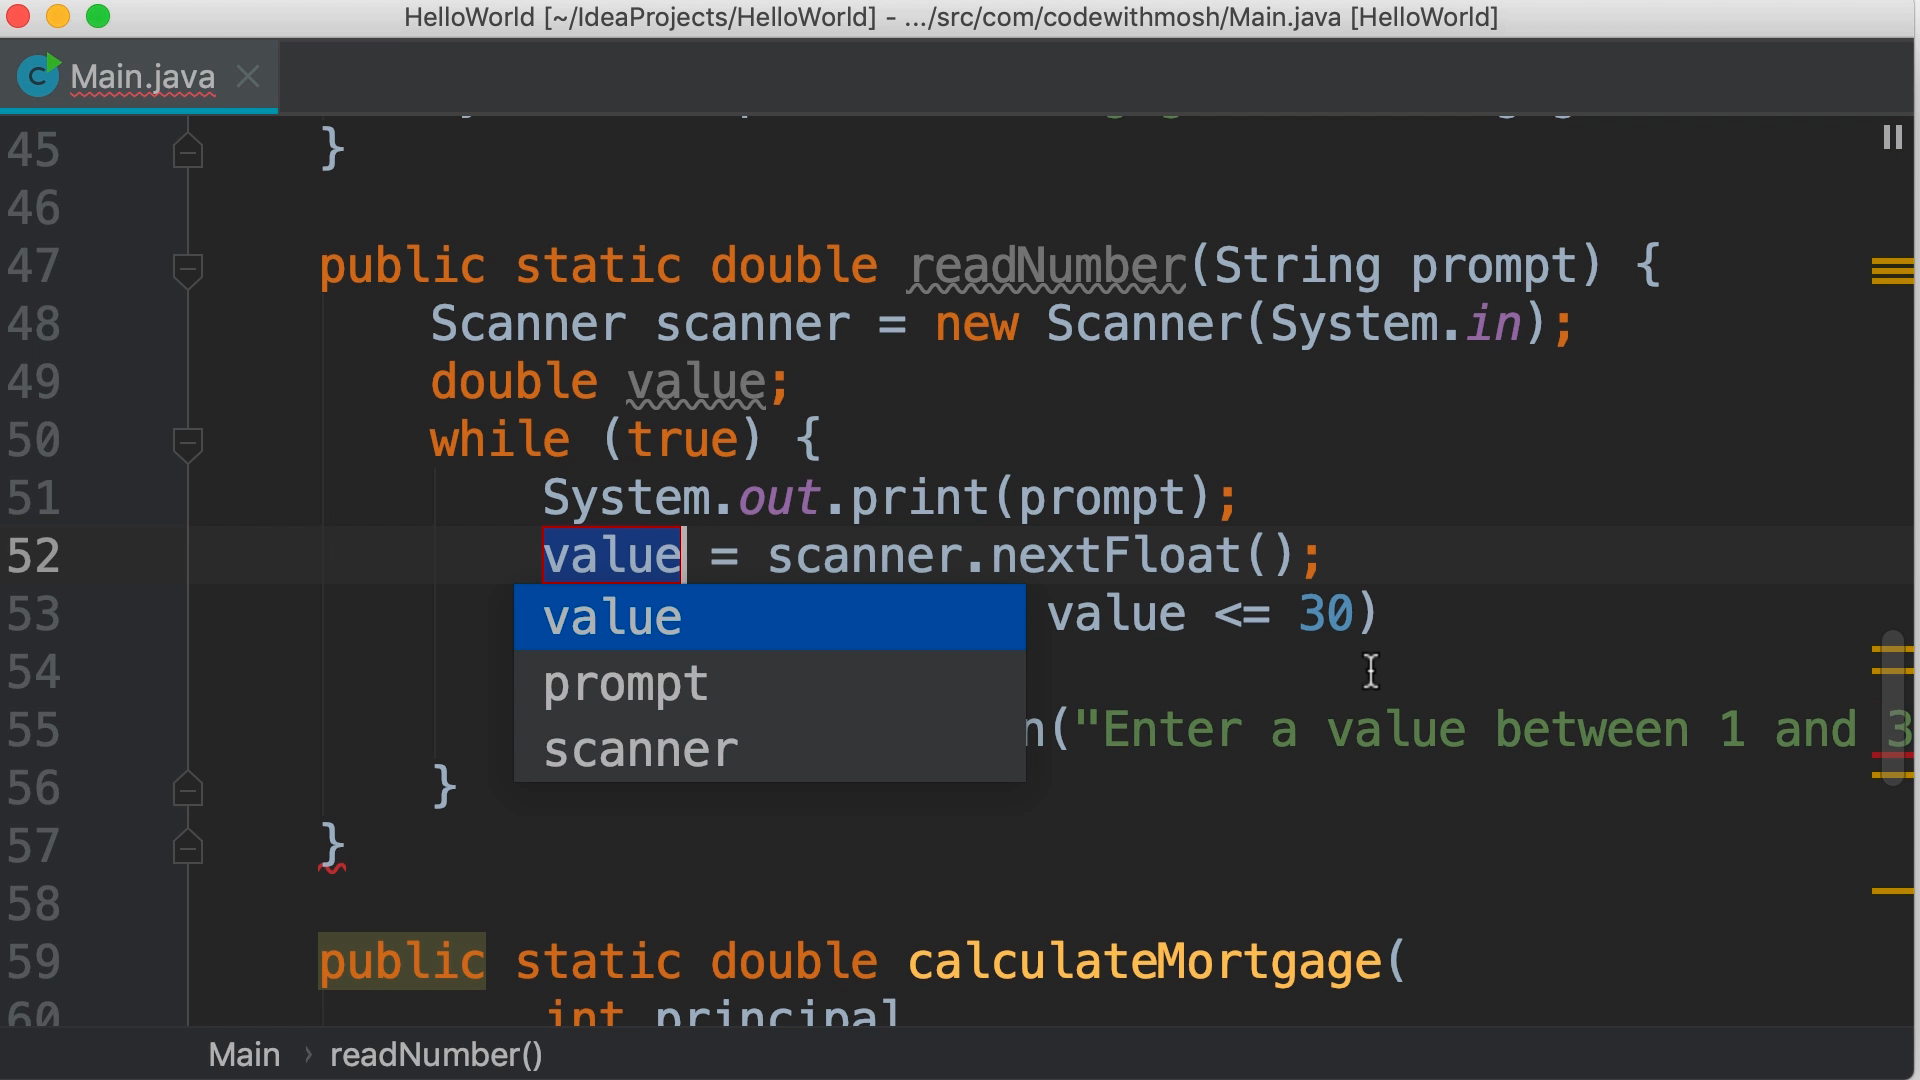 HelloWorld [~/IdeaProjects/HelloWorld] - .../src/com/codewithmosh/Main.java [HelloWorld]
C Main.java
45 }
46
47 public static double readNumber(String prompt) {
48 Scanner scanner = new Scanner(System.in);
49 double value;
50 while (true) {
51 System.out.print(prompt);
52 value = scanner.nextFloat();
53 value <= 30)
value
54
prompt
55 n("Enter a value between 1 and 3
scanner
56 }
57 }
58
59 public static double calculateMortgage(
60 int principal
Main › readNumber()